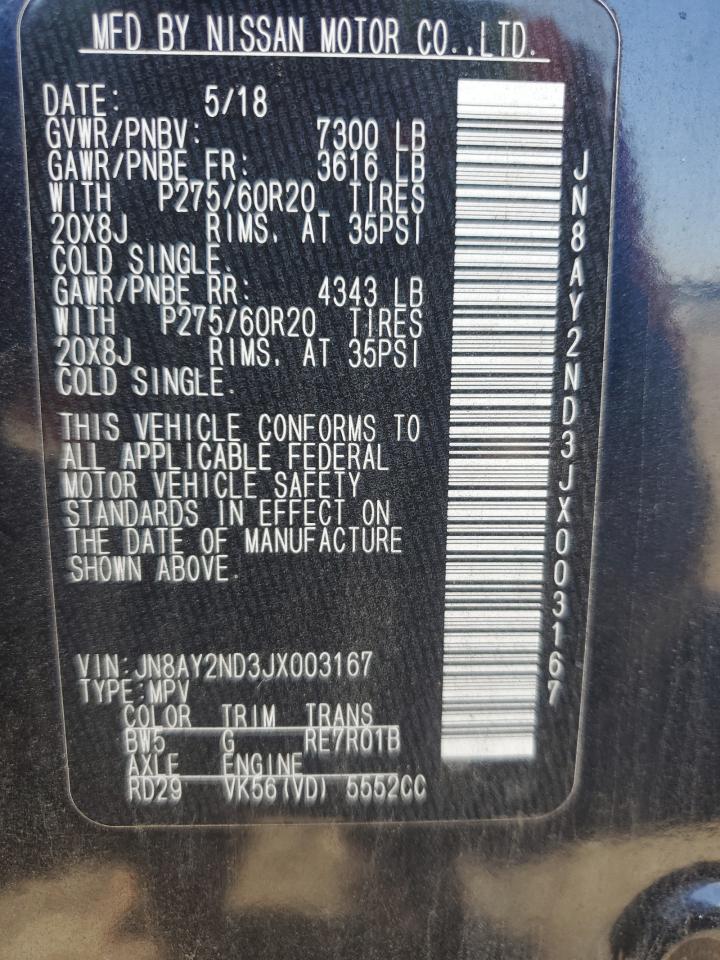 MFD BY NISSAN MOTOR CO.,LTD.
DATE: 5/18
GVWR/PNBV: 7300 LB
GAWR/PNBE FR: 3616 LB
WITH P275/60R20 TIRES
20X8J RIMS, AT 35PSI
COLD SINGLE.
GAWR/PNBE RR: 4343 LB
WITH P275/60R20 TIRES
20X8J RIMS, AT 35PSI
COLD SINGLE.
THIS VEHICLE CONFORMS TO
ALL APPLICABLE FEDERAL
MOTOR VEHICLE SAFETY
STANDARDS IN EFFECT ON
THE DATE OF MANUFACTURE
SHOWN ABOVE.
VIN:JN8AY2ND3JX003167
TYPE:MPV
COLOR TRIM TRANS
BW5 G RE7R01B
AXLE ENGINE
RD29 VK56(VD) 5552CC
JN8AY2ND3JX003167